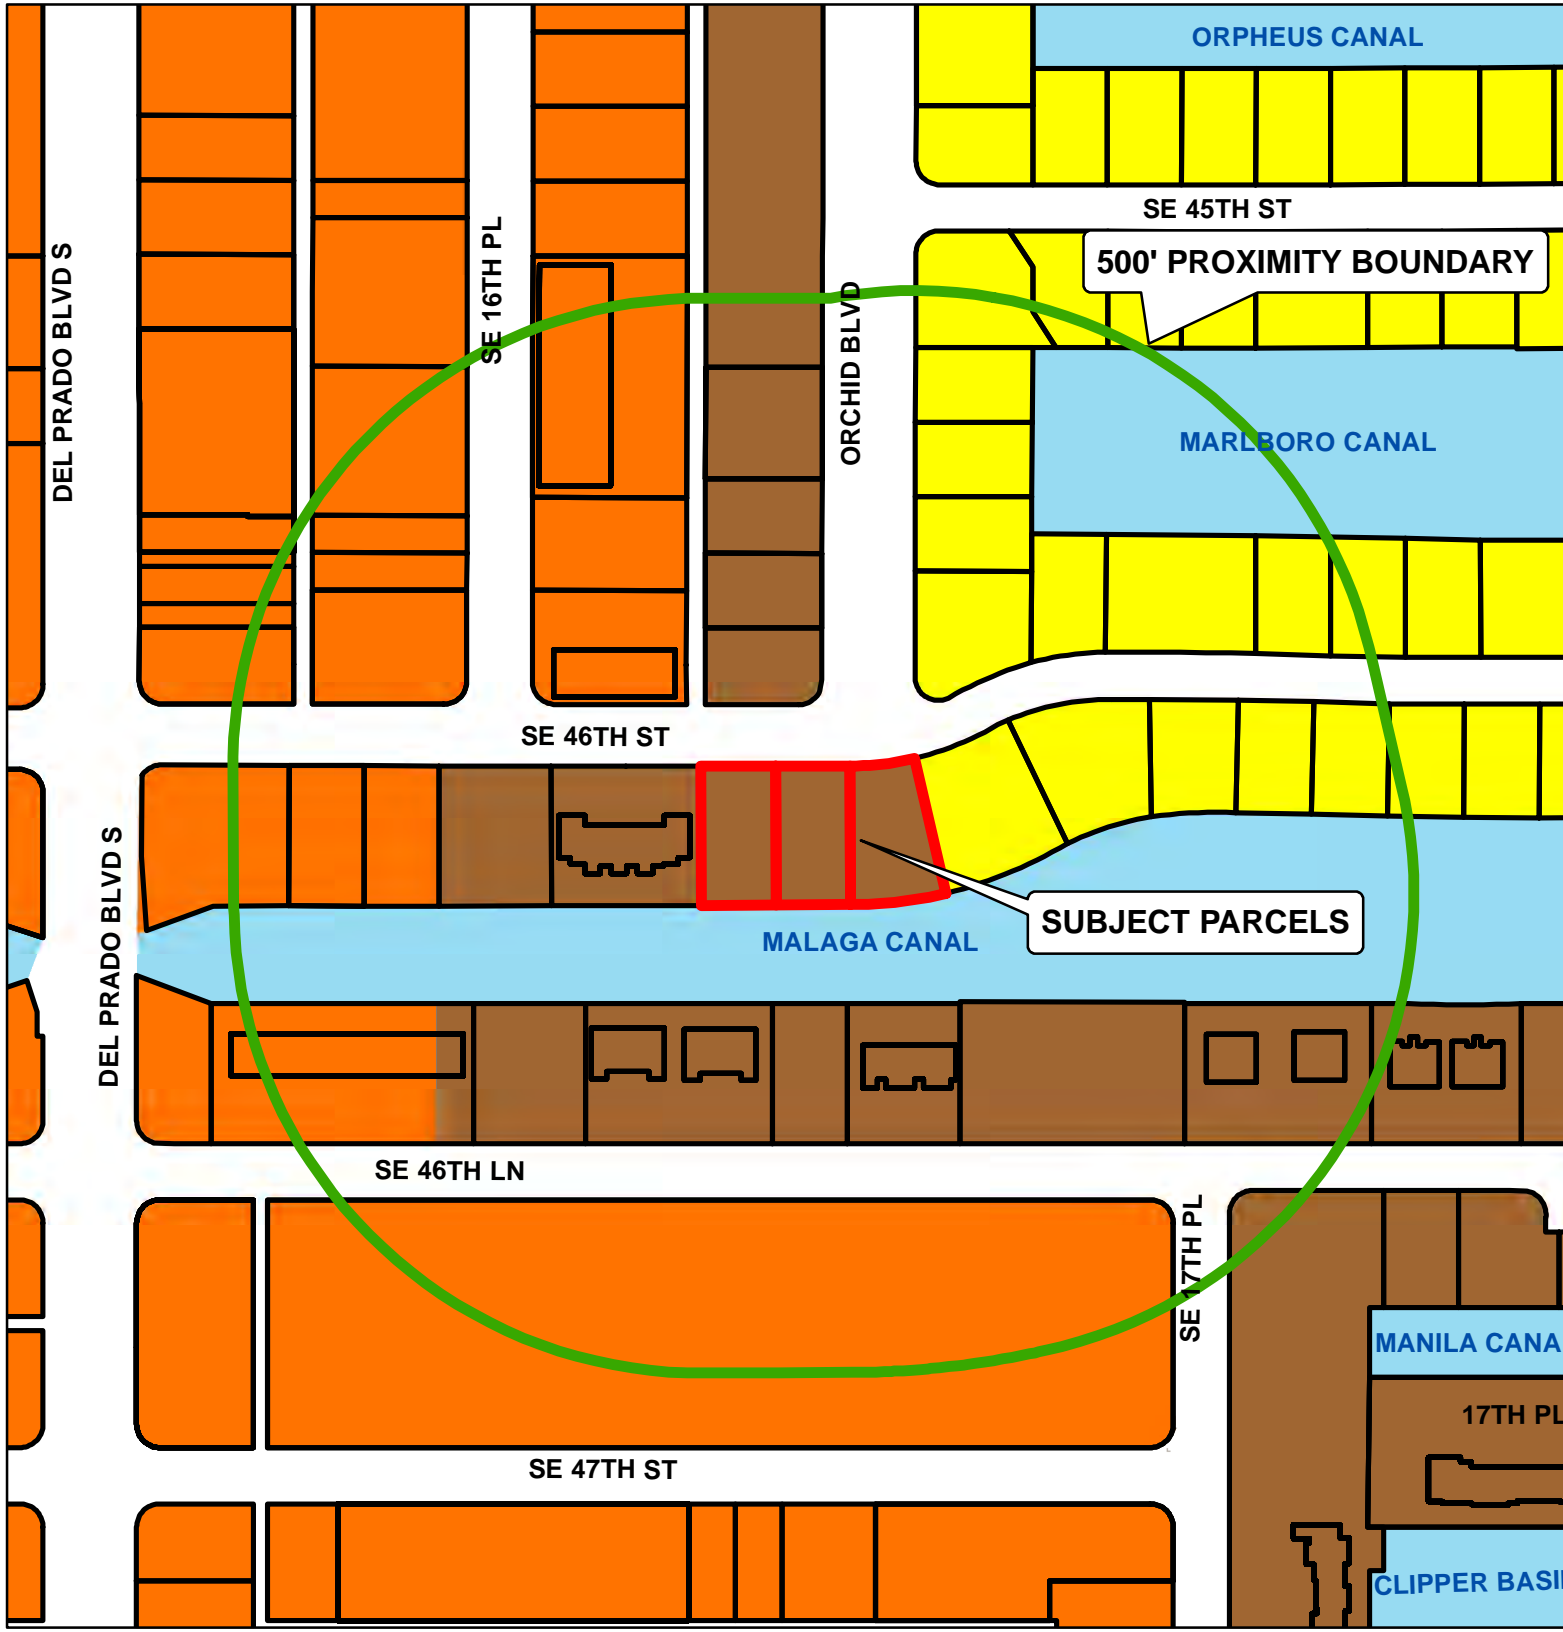 ORPHEUS CANAL
SE 45TH ST
500' PROXIMITY BOUNDARY
DEL PRADO BLVD S
SE 16TH PL
ORCHID BLVD
MARLBORO CANAL
SE 46TH ST
DEL PRADO BLVD S
SUBJECT PARCELS
MALAGA CANAL
SE 46TH LN
SE 17TH PL
MANILA CANA
17TH PL
SE 47TH ST
CLIPPER BASI